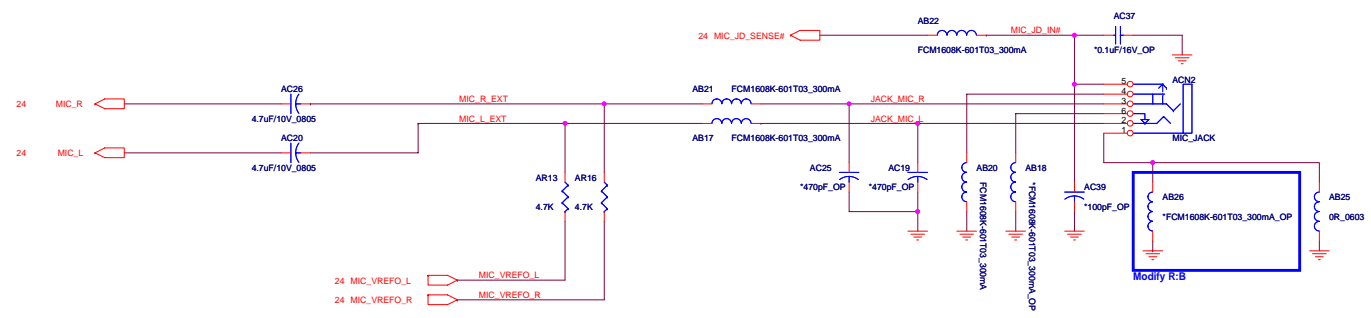 AB22
AC37
24 MIC_JD_SENSE#
MIC_JD_IN#
FCM1608K-601T03_300mA
*0.1uF/16V_OP
ACN2
AC26
AB21 FCM1608K-601T03_300mA
5
4
24 MIC_R
MIC_R_EXT
JACK_MIC_R
3
4.7uF/10V_0805
6
MIC_L_EXT
JACK_MIC_L
2
AC20
AB17 FCM1608K-601T03_300mA
1
MIC_JACK
24 MIC_L
4.7uF/10V_0805
AC25
AC19
AB20
AB18
AR13 AR16
*470pF_OP
*470pF_OP
FCM1608K-601T03_300mA
*FCM1608K-601T03_300mA_OP
AC39
*100pF_OP
AB26
AB25
4.7K 4.7K
*FCM1608K-601T03_300mA_OP
0R_0603
24 MIC_VREFO_L
MIC_VREFO_L
Modify R:B
24 MIC_VREFO_R
MIC_VREFO_R